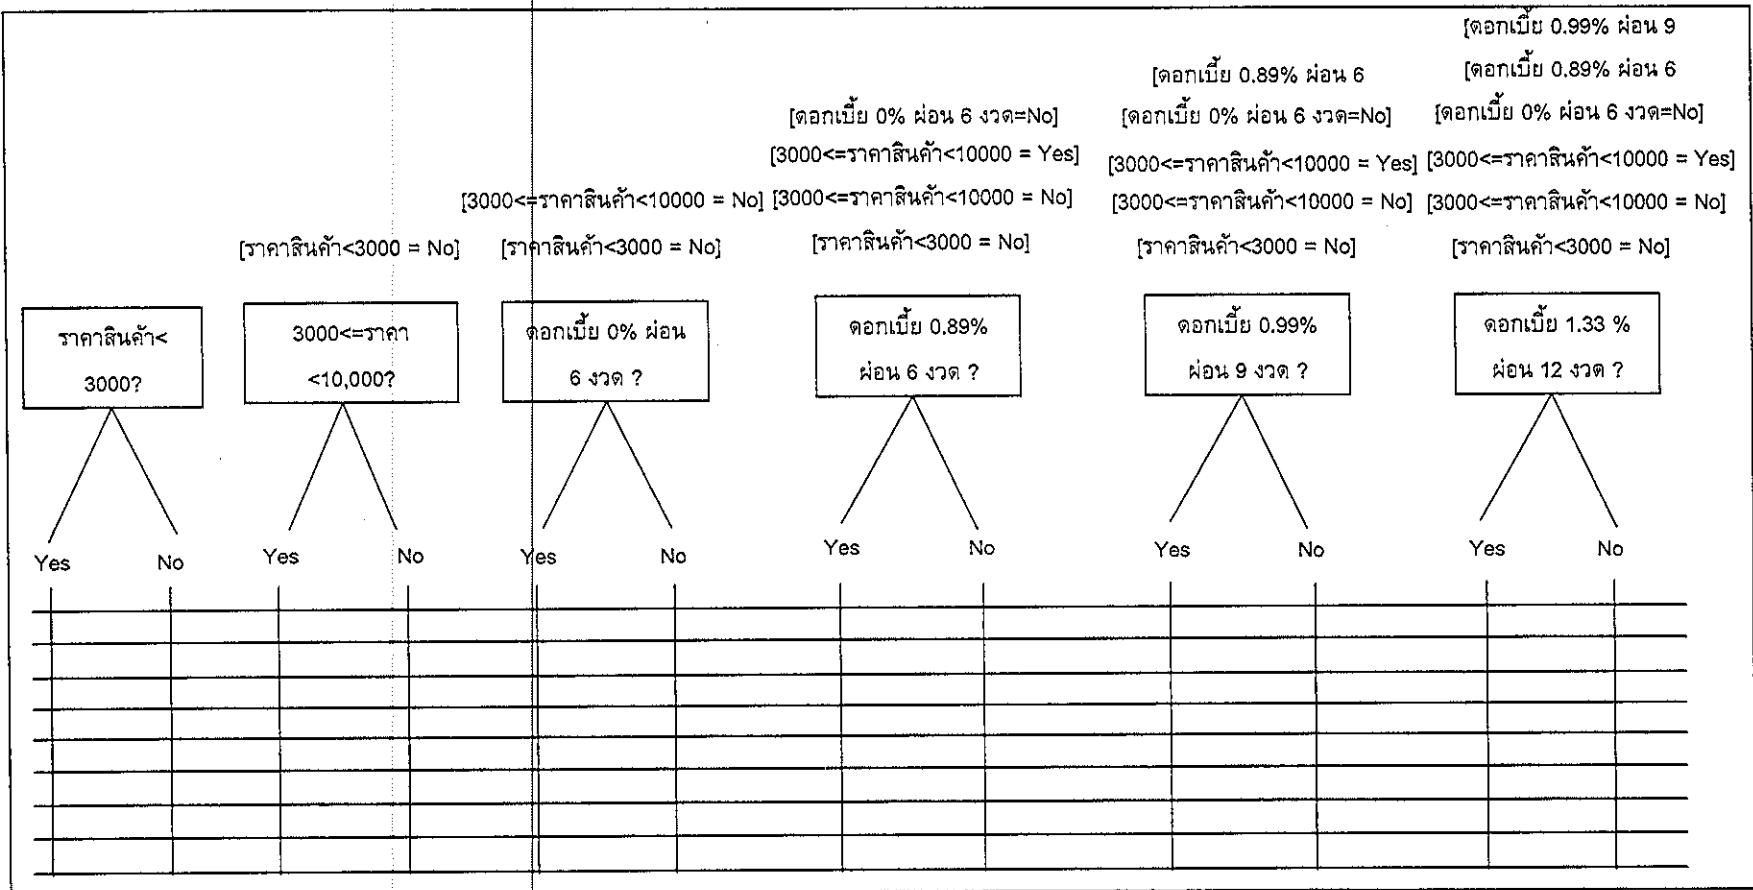 [ดอกเบี้ย 0.99% ผ่อน 9
[ดอกเบี้ย 0.89% ผ่อน 6
[ดอกเบี้ย 0.89% ผ่อน 6
[ดอกเบี้ย 0% ผ่อน 6 งวด=No]
[ดอกเบี้ย 0% ผ่อน 6 งวด=No]
[ดอกเบี้ย 0% ผ่อน 6 งวด=No]
[3000<=ราคาสินค้า<10000 = Yes]
[3000<=ราคาสินค้า<10000 = Yes]
[3000<=ราคาสินค้า<10000 = Yes]
[3000<=ราคาสินค้า<10000 = No]
[3000<=ราคาสินค้า<10000 = No]
[3000<=ราคาสินค้า<10000 = No]
[3000<=ราคาสินค้า<10000 = No]
[ราคาสินค้า<3000 = No]
[ราคาสินค้า<3000 = No]
[ราคาสินค้า<3000 = No]
[ราคาสินค้า<3000 = No]
[ราคาสินค้า<3000 = No]
ราคาสินค้า<
3000?
3000<=ราคา
<10,000?
ดอกเบี้ย 0% ผ่อน
6 งวด ?
ดอกเบี้ย 0.89%
ผ่อน 6 งวด ?
ดอกเบี้ย 0.99%
ผ่อน 9 งวด ?
ดอกเบี้ย 1.33 %
ผ่อน 12 งวด ?
Yes No
Yes No
Yes No
Yes No
Yes No
Yes No